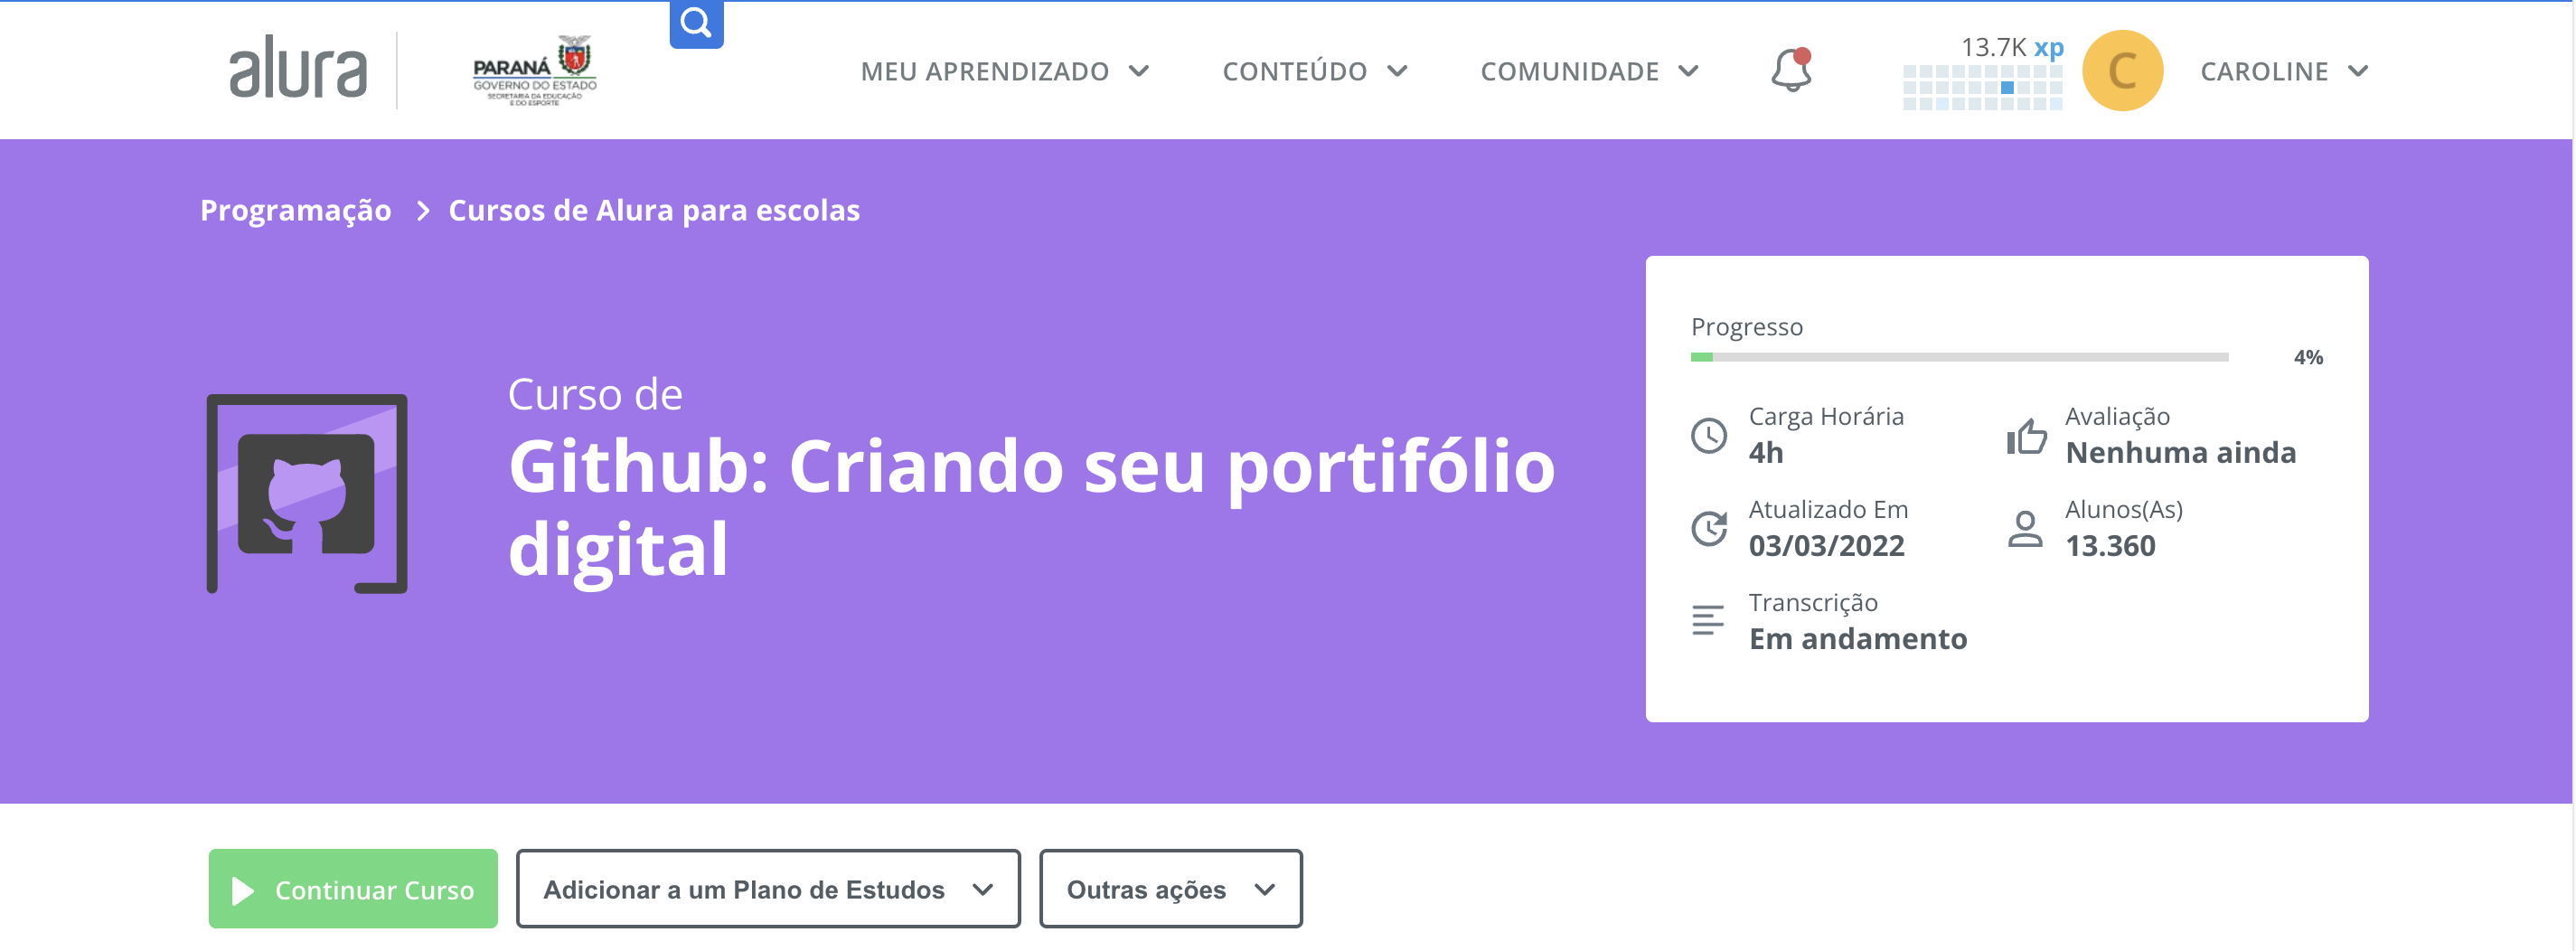 alura
PARANÁ
GOVERNO DO ESTADO
SECRETARIA DA EDUCAÇÃO
E DO ESPORTE
MEU APRENDIZADO
CONTEÚDO
COMUNIDADE
13.7K xp
C
CAROLINE
Programação > Cursos de Alura para escolas
Curso de
Github: Criando seu portifólio
digital
Progresso
4%
Carga Horária
4h
Avaliação
Nenhuma ainda
Atualizado Em
03/03/2022
Alunos(As)
13.360
Transcrição
Em andamento
Continuar Curso
Adicionar a um Plano de Estudos
Outras ações